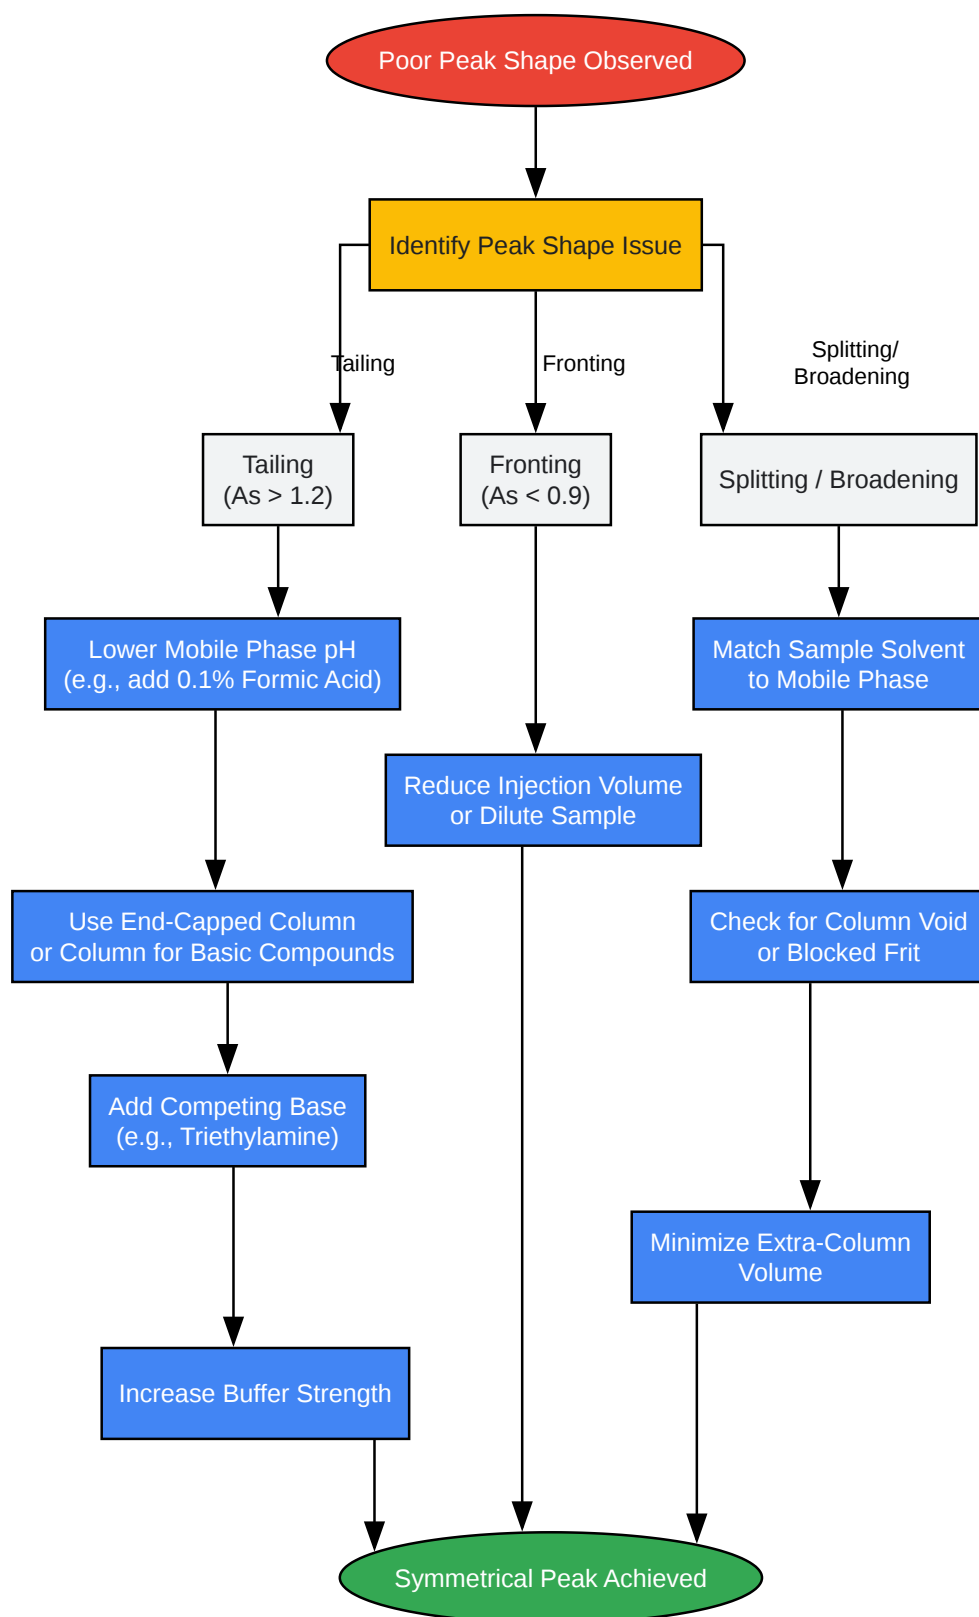 Poor Peak Shape Observed
Identify Peak Shape Issue
Tailing
Fronting
Splitting/
Broadening
Tailing
(As > 1.2)
Fronting
(As < 0.9)
Splitting / Broadening
Lower Mobile Phase pH
(e.g., add 0.1% Formic Acid)
Match Sample Solvent
to Mobile Phase
Reduce Injection Volume
or Dilute Sample
Use End-Capped Column
or Column for Basic Compounds
Check for Column Void
or Blocked Frit
Add Competing Base
(e.g., Triethylamine)
Minimize Extra-Column
Volume
Increase Buffer Strength
Symmetrical Peak Achieved